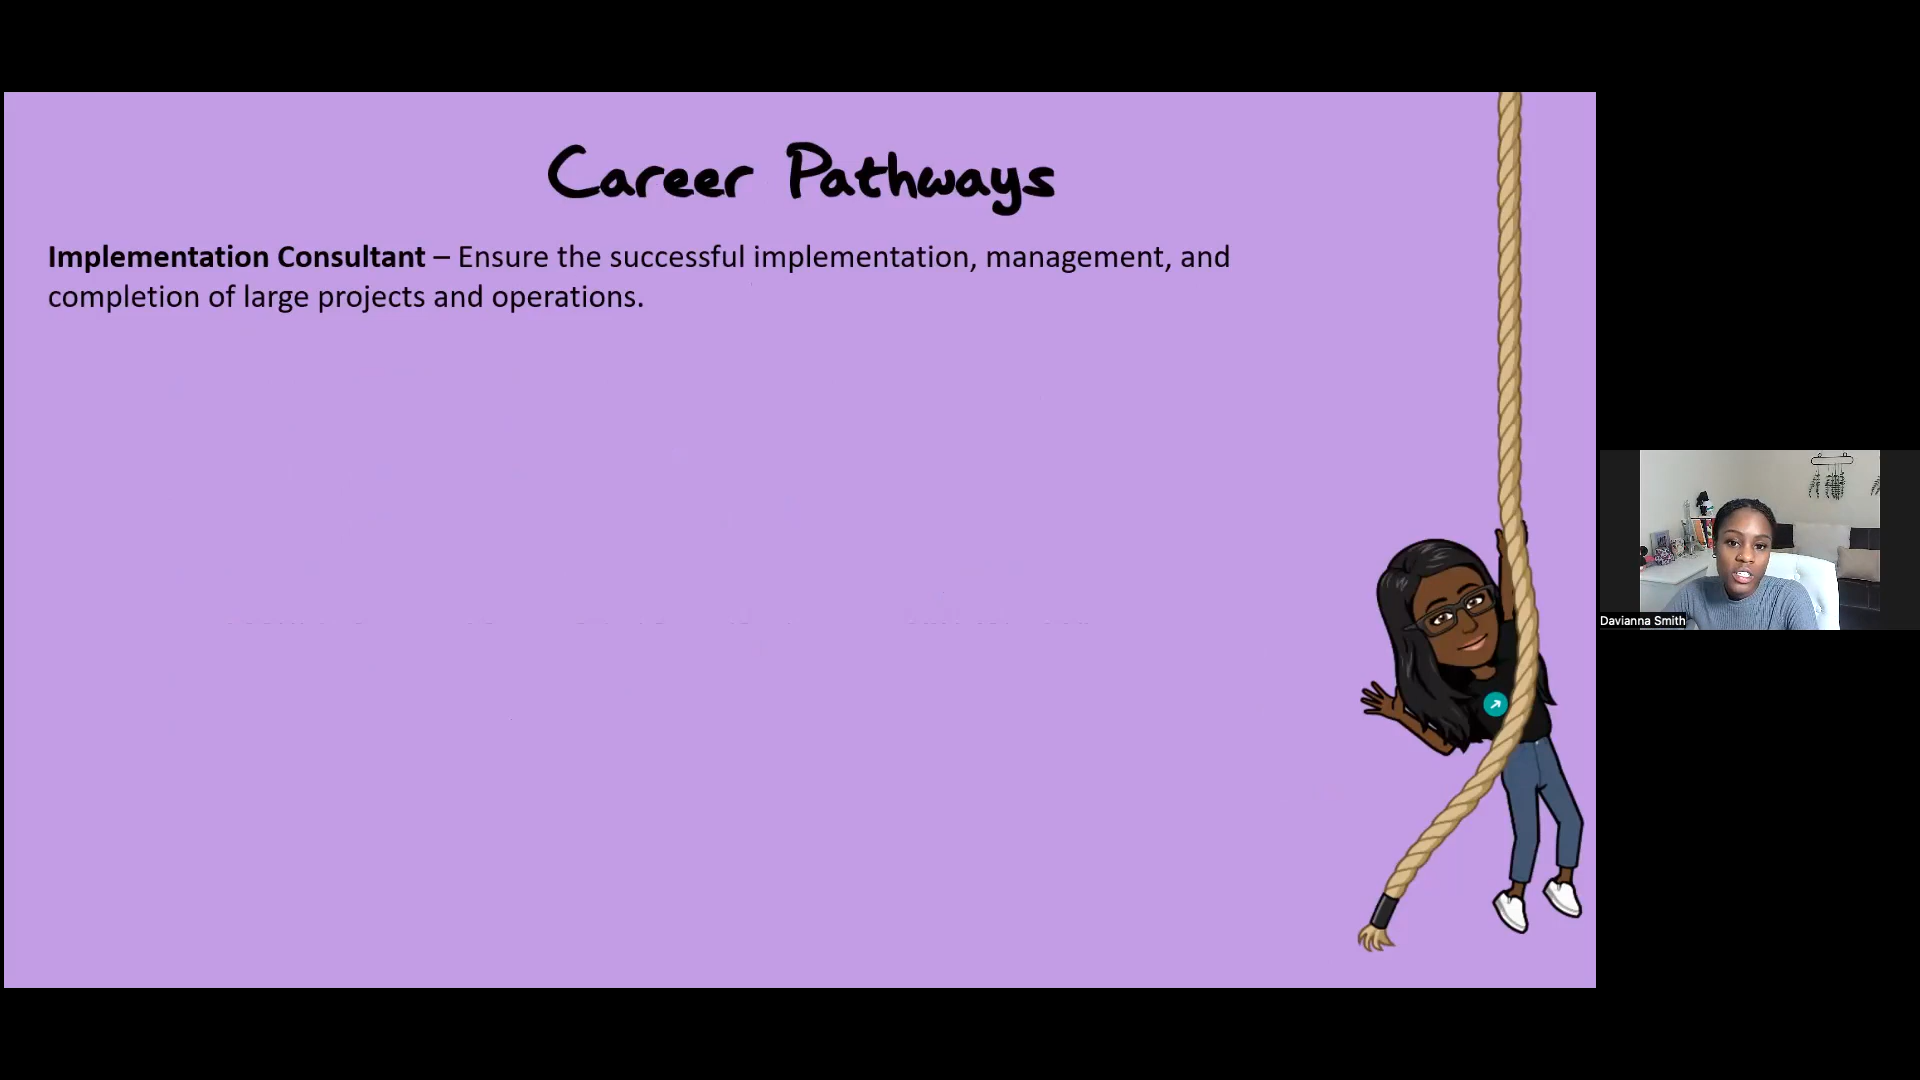 Career Pathways
Implementation Consultant – Ensure the successful implementation, management, and
completion of large projects and operations.
Davianna Smith